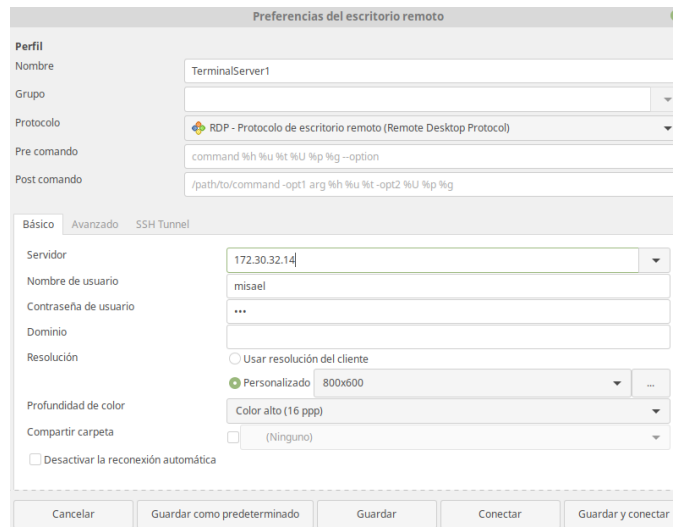 Preferencias del escritorio remoto
Perfil
Nombre TerminalServer1
Grupo
Protocolo RDP - Protocolo de escritorio remoto (Remote Desktop Protocol)
Pre comando command %h %u %t %U %p %g --option
Post comando /path/to/command -opt1 arg %h %u %t -opt2 %U %p %g
Básico Avanzado SSH Tunnel
Servidor 172.30.32.14
Nombre de usuario misael
Contraseña de usuario •••
Dominio
Resolución Usar resolución del cliente
Personalizado 800x600 ...
Profundidad de color Color alto (16 ppp)
Compartir carpeta (Ninguno)
Desactivar la reconexión automática
Cancelar Guardar como predeterminado Guardar Conectar Guardar y conectar